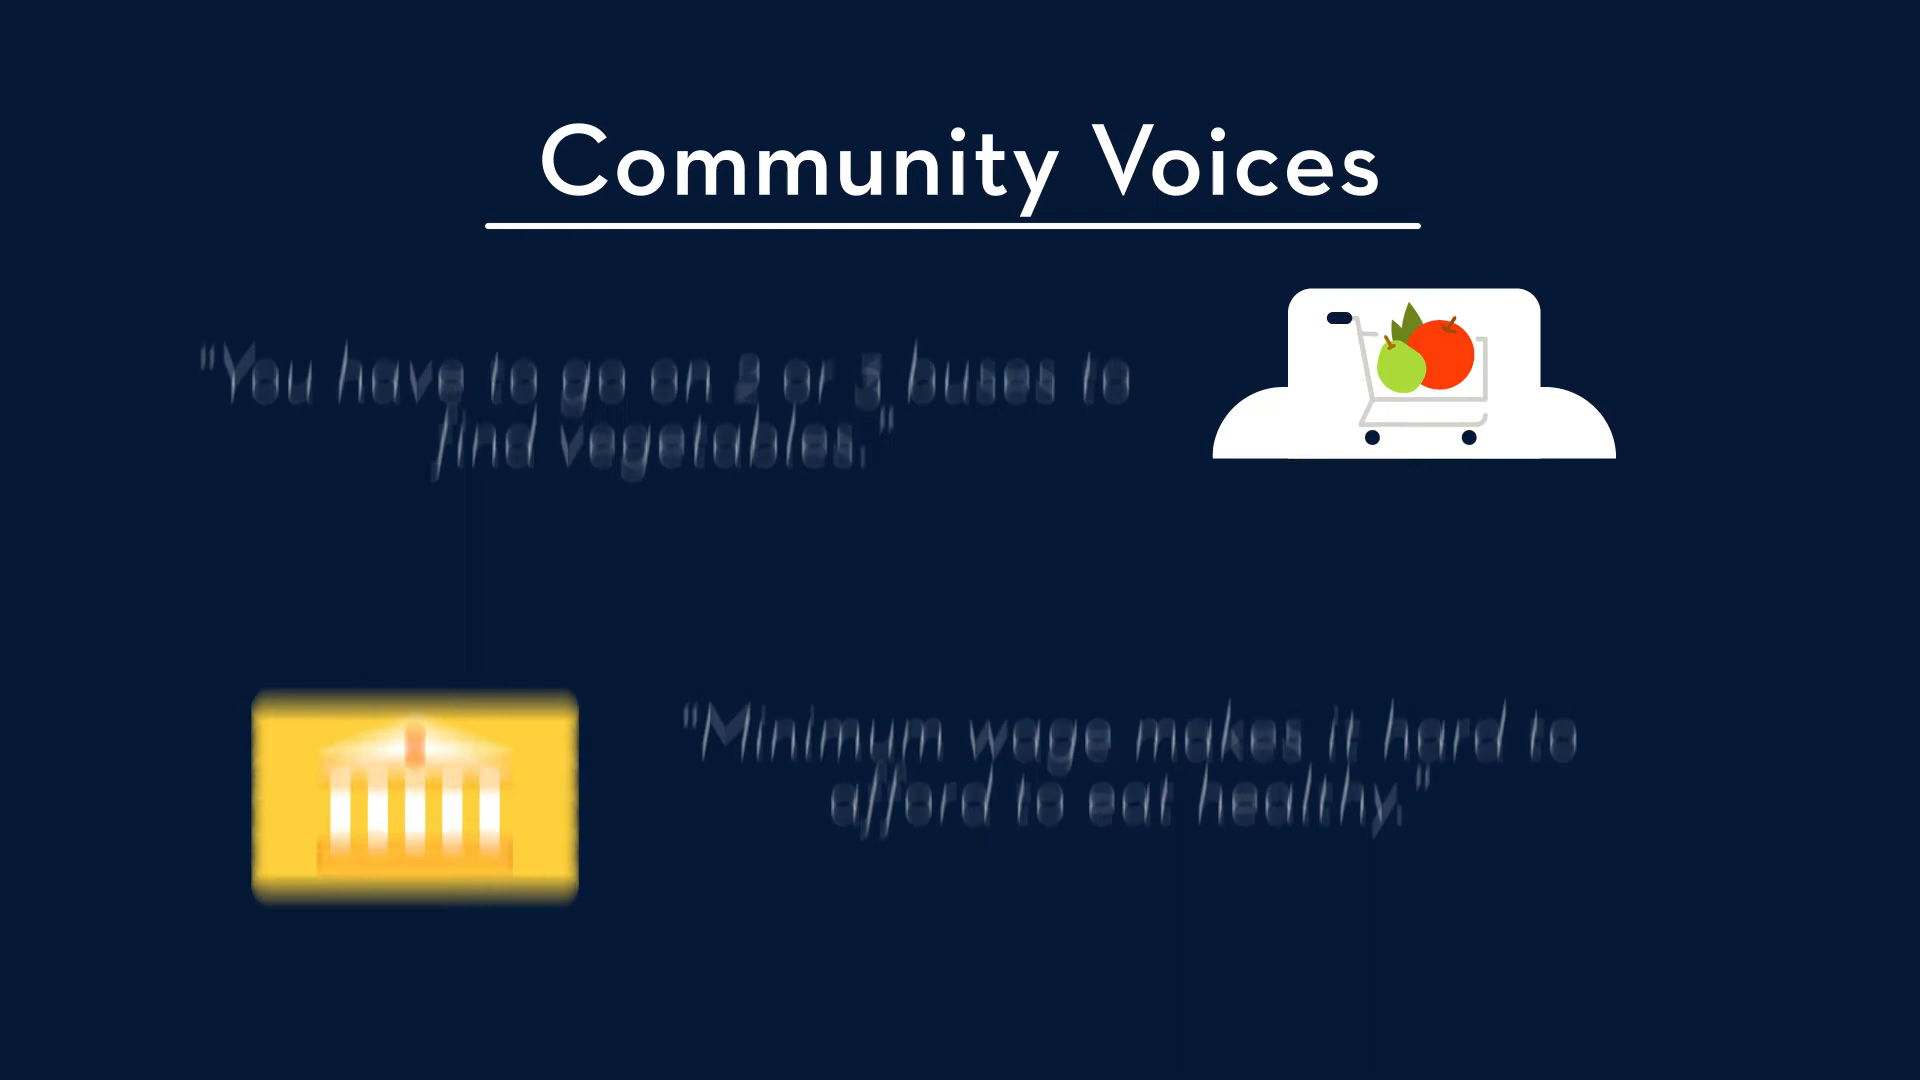 Community Voices
"You have to go on 2 or 3 buses to
find vegetables."
"Minimum wage makes it hard to
afford to eat healthy."